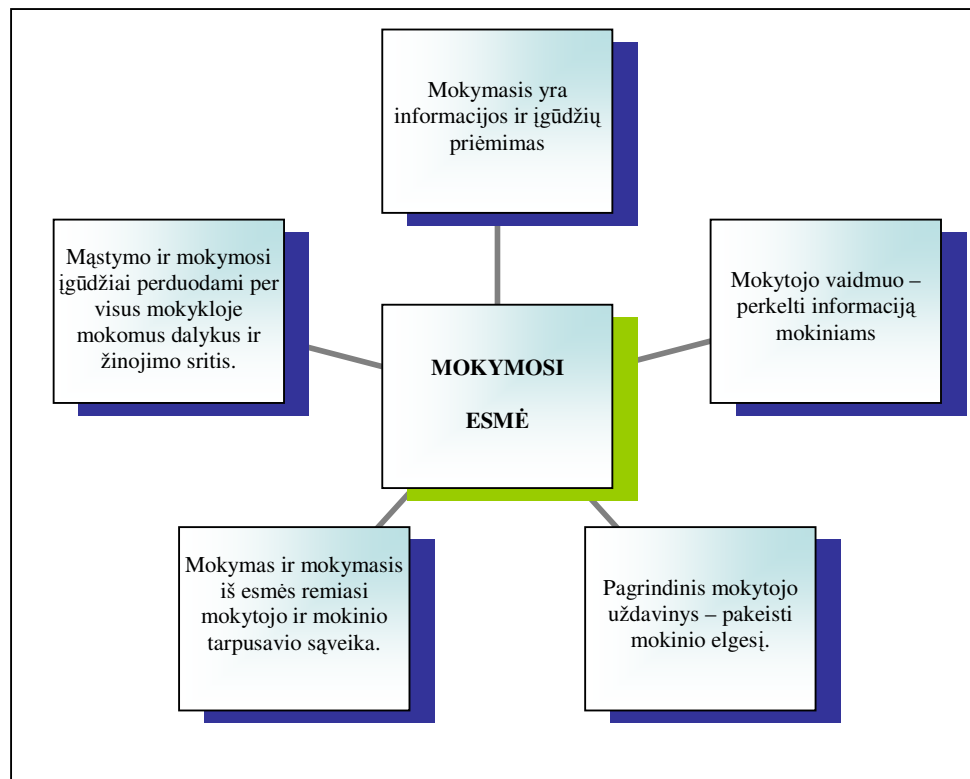 Mokymasis yra
informacijos ir įgūdžių
priėmimas
Mąstymo ir mokymosi
įgūdžiai perduodami per
visus mokykloje
mokomus dalykus ir
žinojimo sritis.
Mokytojo vaidmuo –
perkelti informaciją
mokiniams
MOKYMOSI
ESMĖ
Mokymas ir mokymasis
iš esmės remiasi
mokytojo ir mokinio
tarpusavio sąveika.
Pagrindinis mokytojo
uždavinys – pakeisti
mokinio elgesį.